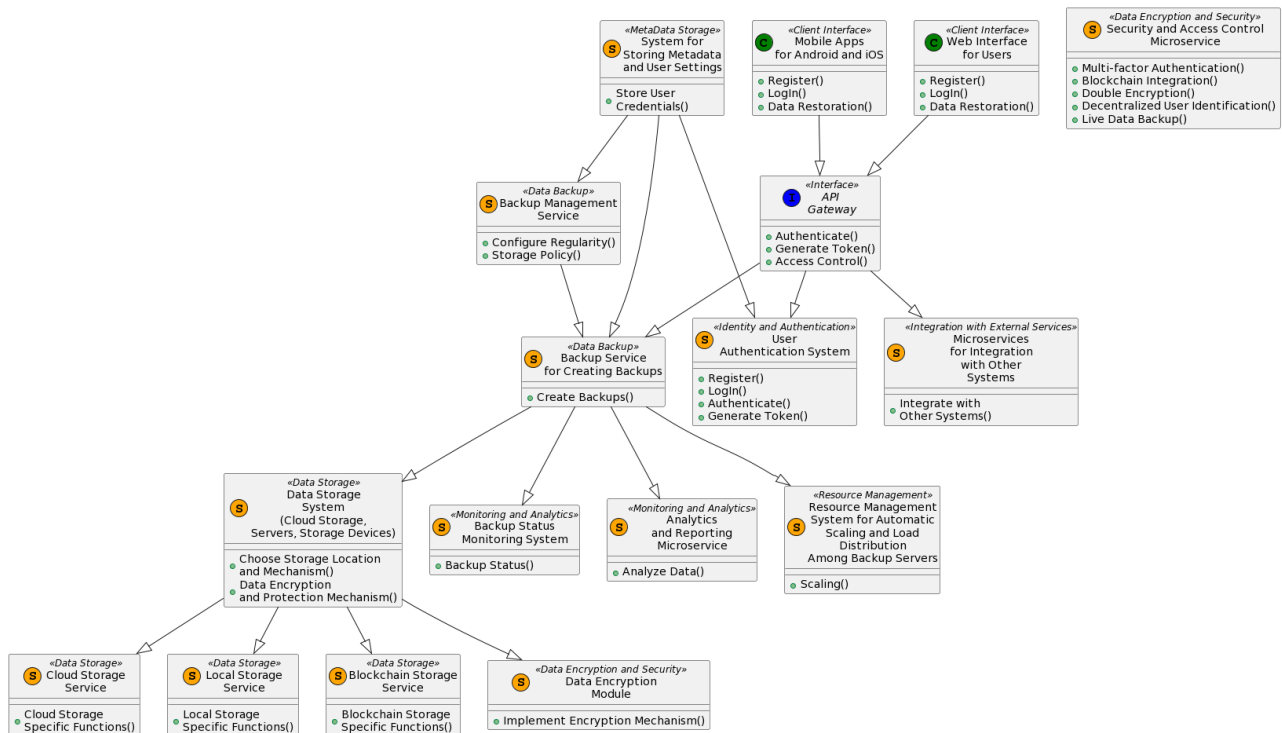 «MetaData Storage»
S
System for
Storing Metadata
and User Settings
Store User
Credentials()
«Client Interface»
C
Mobile Apps
for Android and iOS
Register()
LogIn()
Data Restoration()
«Client Interface»
C
Web Interface
for Users
Register()
LogIn()
Data Restoration()
«Data Encryption and Security»
S
Security and Access Control
Microservice
Multi-factor Authentication()
Blockchain Integration()
Double Encryption()
Decentralized User Identification()
Live Data Backup()
«Data Backup»
S
Backup Management
Service
Configure Regularity()
Storage Policy()
«Interface»
I
API
Gateway
Authenticate()
Generate Token()
Access Control()
«Data Backup»
S
Backup Service
for Creating Backups
Create Backups()
«Identity and Authentication»
S
User
Authentication System
Register()
LogIn()
Authenticate()
Generate Token()
«Integration with External Services»
S
Microservices
for Integration
with Other
Systems
Integrate with
Other Systems()
«Data Storage»
S
Data Storage
System
(Cloud Storage,
Servers, Storage Devices)
Choose Storage Location
and Mechanism()
Data Encryption
and Protection Mechanism()
«Monitoring and Analytics»
S
Backup Status
Monitoring System
Backup Status()
«Monitoring and Analytics»
S
Analytics
and Reporting
Microservice
Analyze Data()
«Resource Management»
S
Resource Management
System for Automatic
Scaling and Load
Distribution
Among Backup Servers
Scaling()
«Data Storage»
S
Cloud Storage
Service
Cloud Storage
Specific Functions()
«Data Storage»
S
Local Storage
Service
Local Storage
Specific Functions()
«Data Storage»
S
Blockchain Storage
Service
Blockchain Storage
Specific Functions()
«Data Encryption and Security»
S
Data Encryption
Module
Implement Encryption Mechanism()